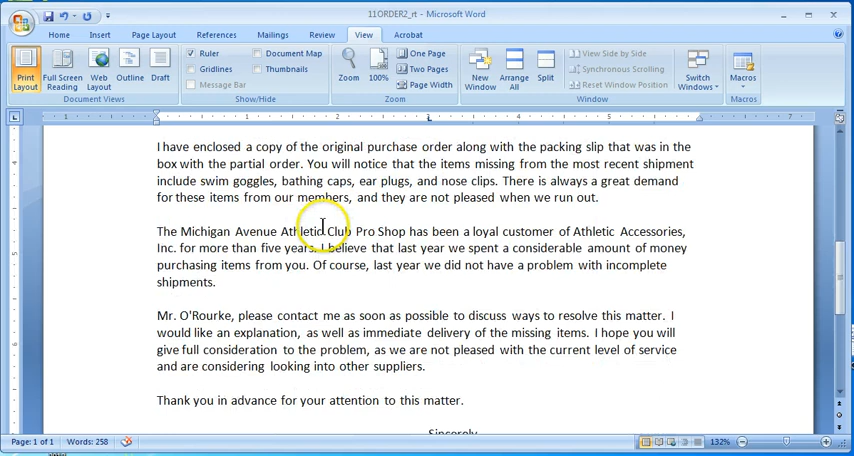 11ORDER2_rt - Microsoft Word
Home Insert Page Layout References Mailings Review View Acrobat
Print Layout
Full Screen Reading
Web Layout
Outline
Draft
Document Views
Ruler
Gridlines
Message Bar
Document Map
Thumbnails
Show/Hide
Zoom
100%
One Page
Two Pages
Page Width
Zoom
New Window
Arrange All
Split
View Side by Side
Synchronous Scrolling
Reset Window Position
Switch Windows
Window
Macros
Macros
1 1 2 3 4 5 6 7
4
5
6
I have enclosed a copy of the original purchase order along with the packing slip that was in the
box with the partial order. You will notice that the items missing from the most recent shipment
include swim goggles, bathing caps, ear plugs, and nose clips. There is always a great demand
for these items from our members, and they are not pleased when we run out.
The Michigan Avenue Athletic Club Pro Shop has been a loyal customer of Athletic Accessories,
Inc. for more than five years. I believe that last year we spent a considerable amount of money
purchasing items from you. Of course, last year we did not have a problem with incomplete
shipments.
Mr. O'Rourke, please contact me as soon as possible to discuss ways to resolve this matter. I
would like an explanation, as well as immediate delivery of the missing items. I hope you will
give full consideration to the problem, as we are not pleased with the current level of service
and are considering looking into other suppliers.
Thank you in advance for your attention to this matter.
Sincerely
Page: 1 of 1 Words: 258 132%